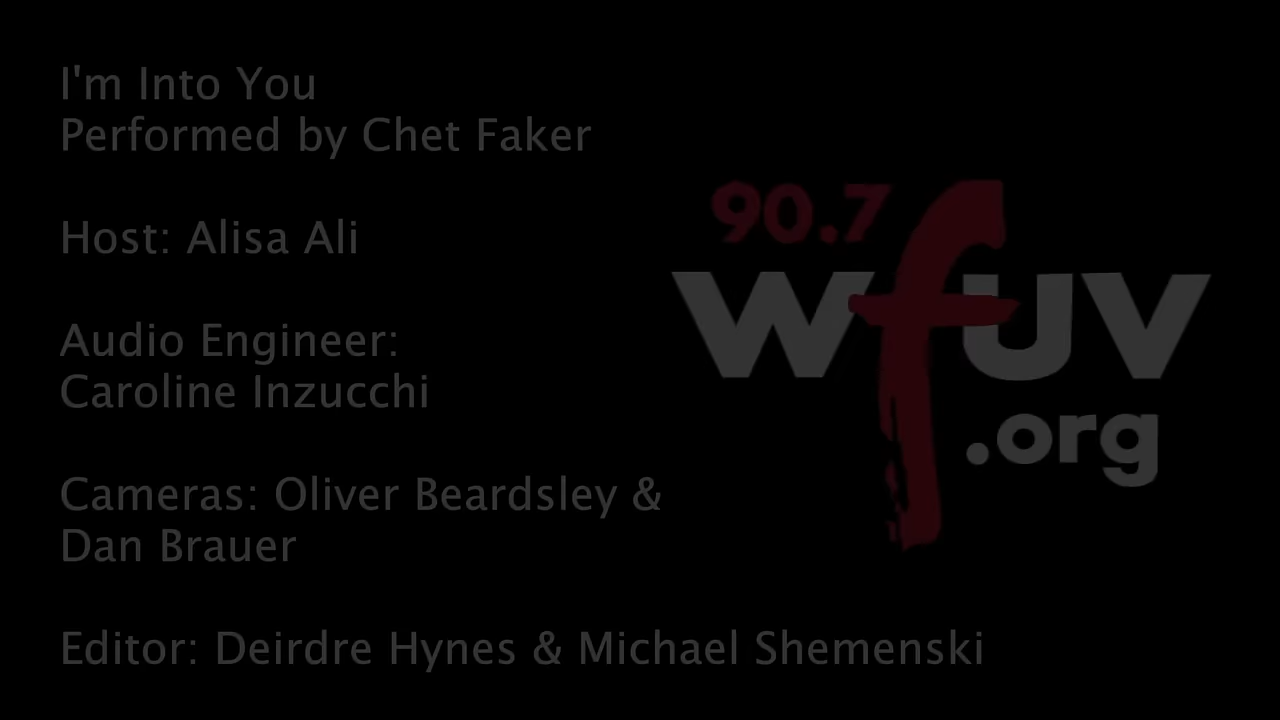 I'm Into You
Performed by Chet Faker
Host: Alisa Ali
Audio Engineer:
Caroline Inzucchi
Cameras: Oliver Beardsley &
Dan Brauer
Editor: Deirdre Hynes & Michael Shemenski
90.7
wfuv
.org